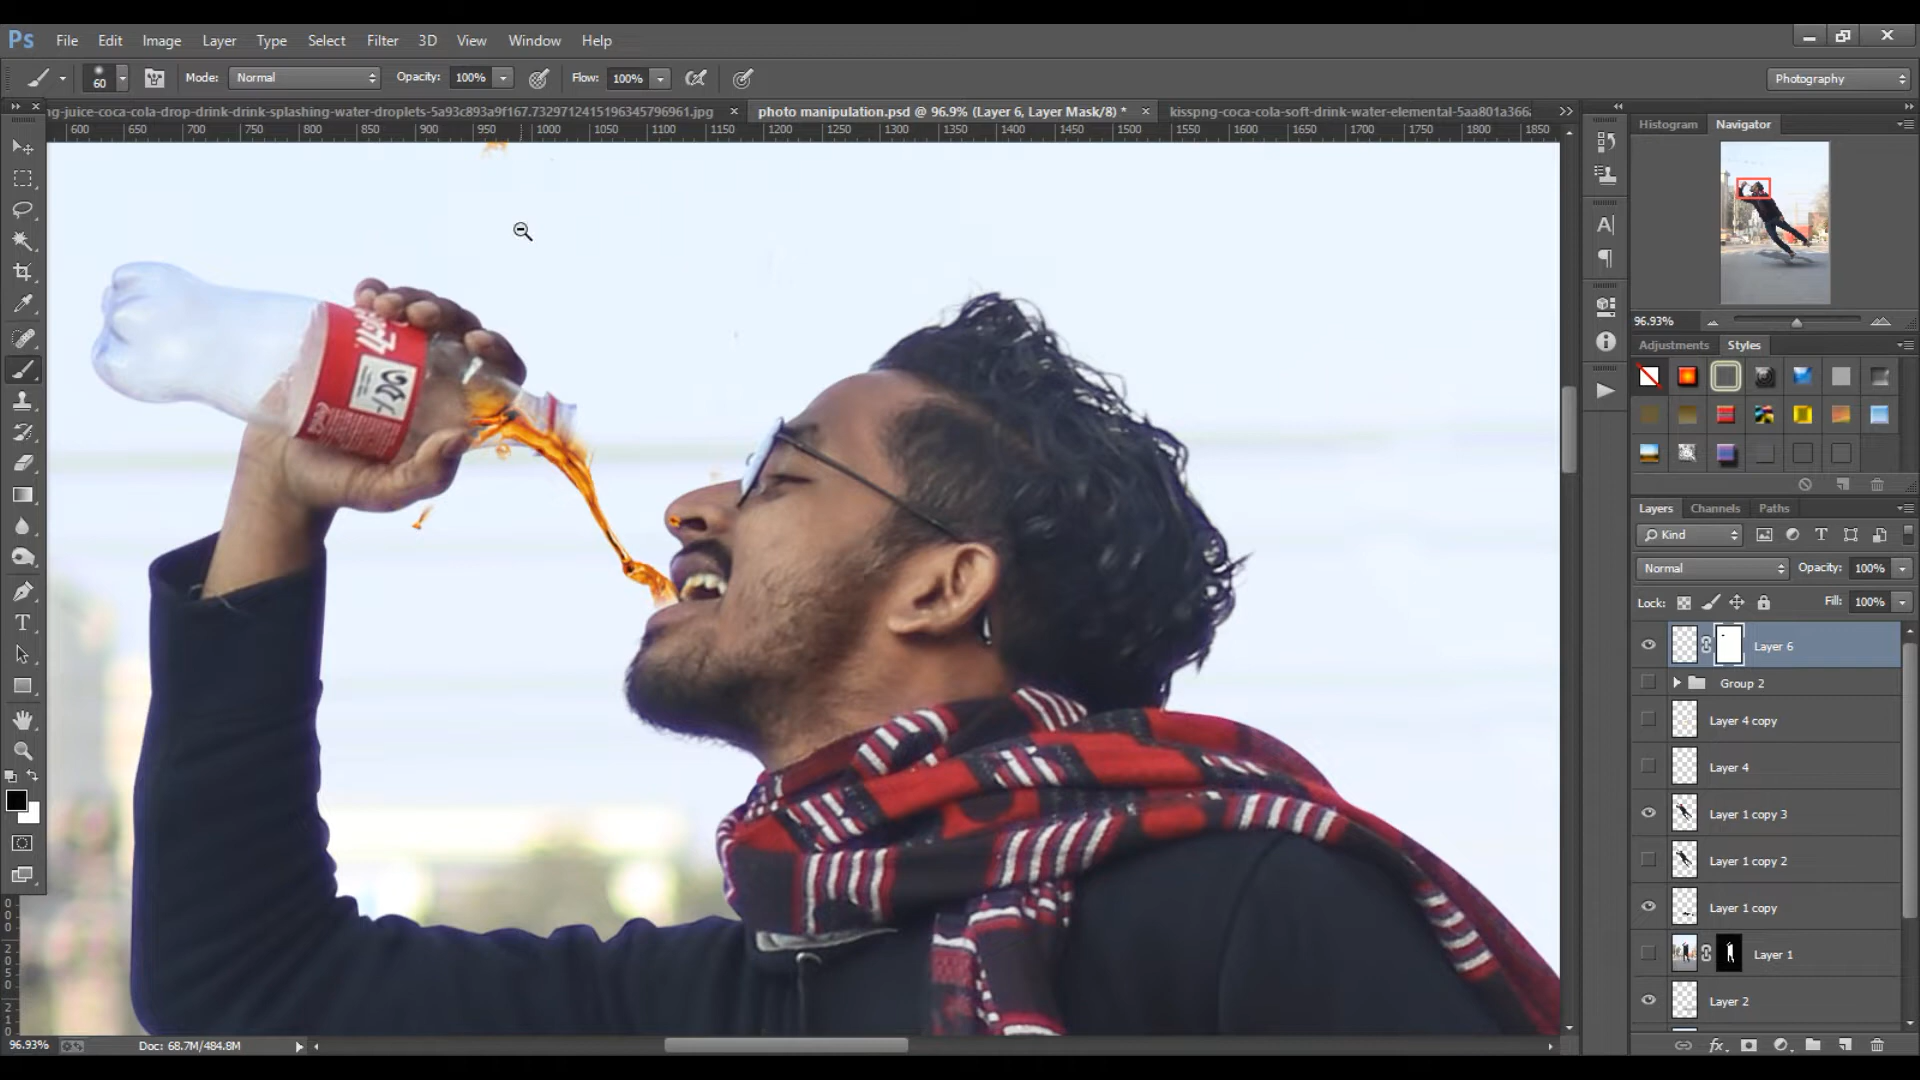 Ps File Edit Image Layer Type Select Filter 3D View Window Help
60 Mode: Normal Opacity: 100% Flow: 100% Photography
ng-juice-coca-cola-drop-drink-drink-splashing-water-droplets-5a93c893a9f167.7329712415196345796961.jpg photo manipulation.psd @ 96.9% (Layer 6, Layer Mask/8) * kisspng-coca-cola-soft-drink-water-elemental-5aa801a366
600 650 700 750 800 850 900 950 1000 1050 1100 1150 1200 1250 1300 1350 1400 1450 1500 1550 1600 1650 1700 1750 1800 1850
Histogram Navigator
96.93%
Adjustments Styles
Layers Channels Paths
Kind
Normal Opacity: 100%
Lock: Fill: 100%
Layer 6
Group 2
Layer 4 copy
Layer 4
Layer 1 copy 3
Layer 1 copy 2
Layer 1 copy
Layer 1
Layer 2
96.93% Doc: 68.7M/484.8M